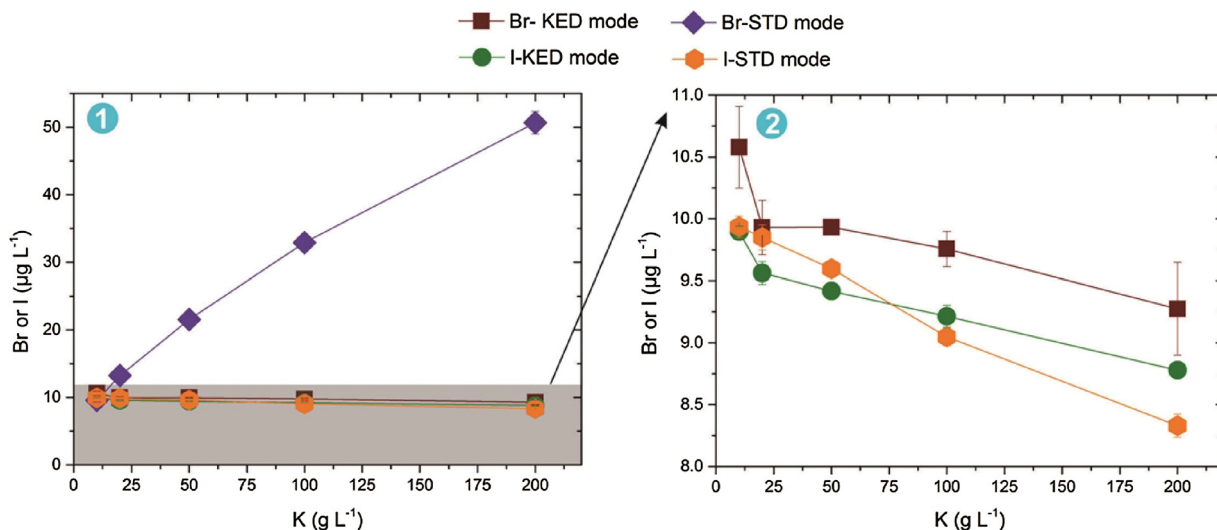 Br- KED mode
Br-STD mode
I-KED mode
I-STD mode
1
Br or I (µg L⁻¹)
50
40
30
20
10
0
0 25 50 75 100 125 150 175 200
K (g L⁻¹)
2
Br or I (µg L⁻¹)
11.0
10.5
10.0
9.5
9.0
8.5
8.0
0 25 50 75 100 125 150 175 200
K (g L⁻¹)